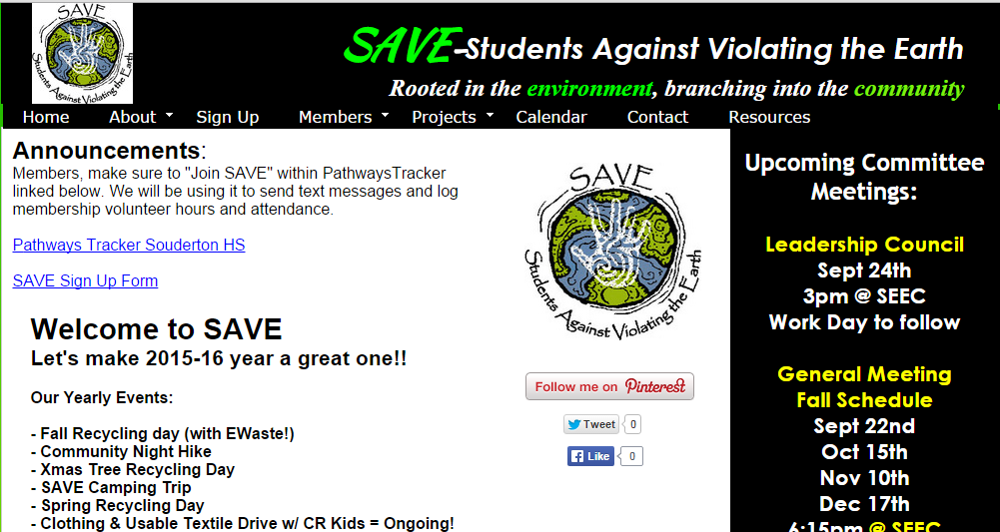 SAVE
Students Against Violating the Earth
SAVE-Students Against Violating the Earth
Rooted in the environment, branching into the community
Home About Sign Up Members Projects Calendar Contact Resources
Announcements:
Members, make sure to "Join SAVE" within PathwaysTracker
linked below. We will be using it to send text messages and log
membership volunteer hours and attendance.
Pathways Tracker Souderton HS
SAVE Sign Up Form
Welcome to SAVE
Let's make 2015-16 year a great one!!
Our Yearly Events:
- Fall Recycling day (with EWaste!)
- Community Night Hike
- Xmas Tree Recycling Day
- SAVE Camping Trip
- Spring Recycling Day
- Clothing & Usable Textile Drive w/ CR Kids = Ongoing!
SAVE
Students Against Violating the Earth
Follow me on Pinterest
Tweet 0
Like 0
Upcoming Committee
Meetings:
Leadership Council
Sept 24th
3pm @ SEEC
Work Day to follow
General Meeting
Fall Schedule
Sept 22nd
Oct 15th
Nov 10th
Dec 17th
6:15pm @ SEEC